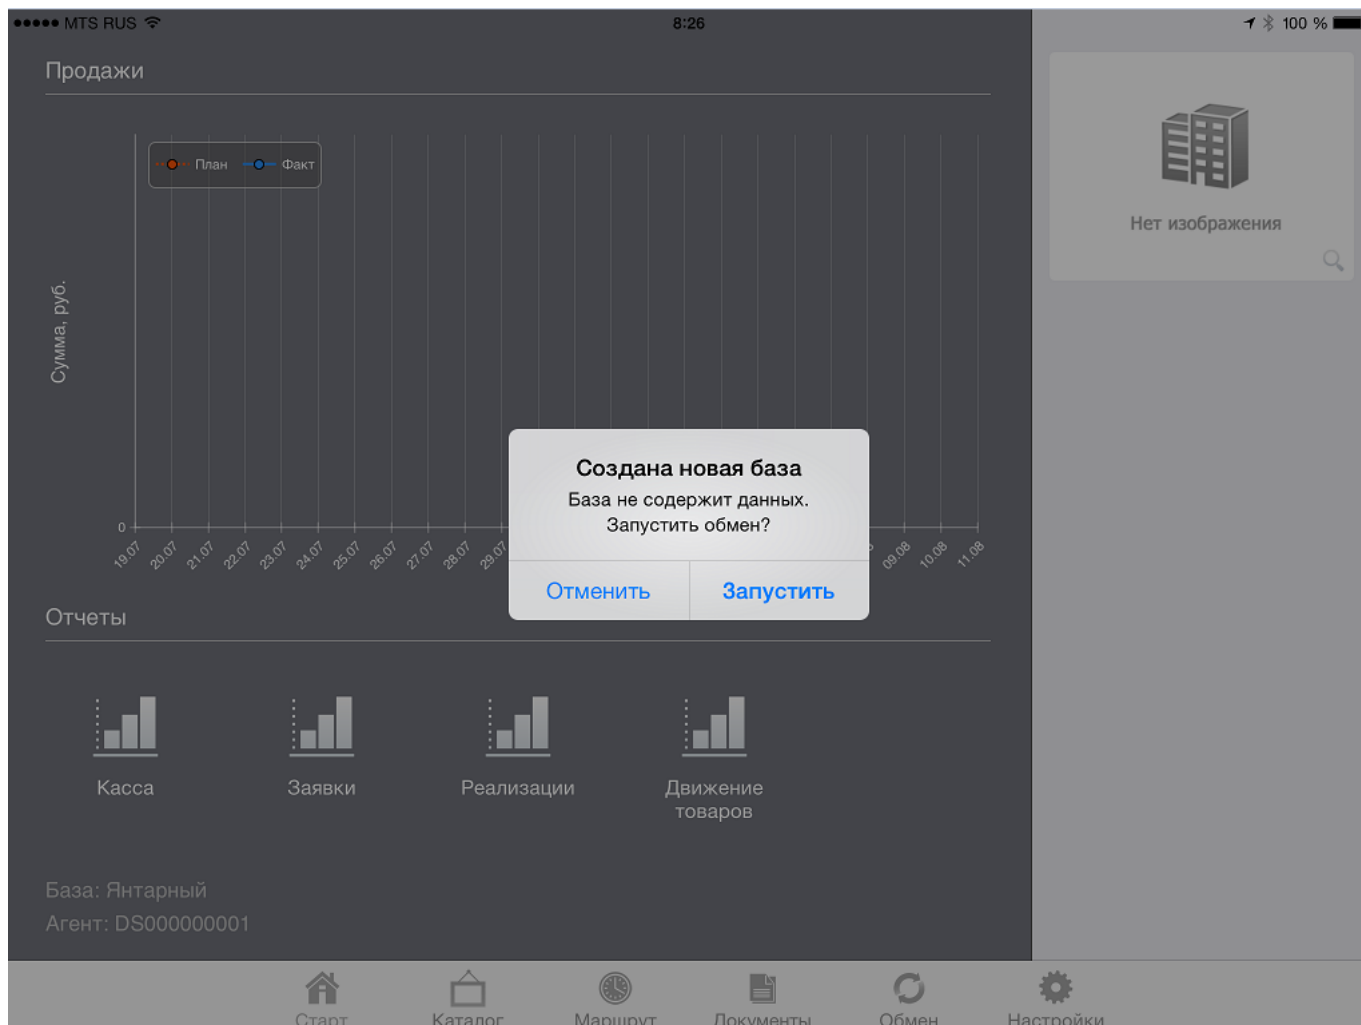 MTS RUS
8:26
100 %
Продажи
План
Факт
Сумма, руб.
0
19.07
20.07
21.07
22.07
23.07
24.07
25.07
26.07
27.07
28.07
29.07
09.08
10.08
11.08
Нет изображения
Создана новая база
База не содержит данных.
Запустить обмен?
Отменить
Запустить
Отчеты
Касса
Заявки
Реализации
Движение
товаров
База: Янтарный
Агент: DS000000001
Старт
Каталог
Маршрут
Документы
Обмен
Настройки